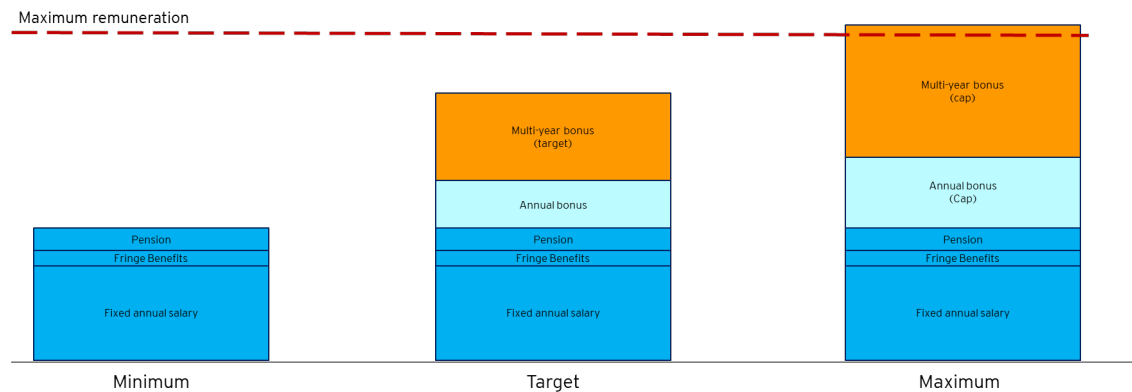 Maximum remuneration
Pension
Fringe Benefits
Fixed annual salary
Multi-year bonus
(target)
Annual bonus
Pension
Fringe Benefits
Fixed annual salary
Multi-year bonus
(cap)
Annual bonus
(Cap)
Pension
Fringe Benefits
Fixed annual salary
Minimum
Target
Maximum